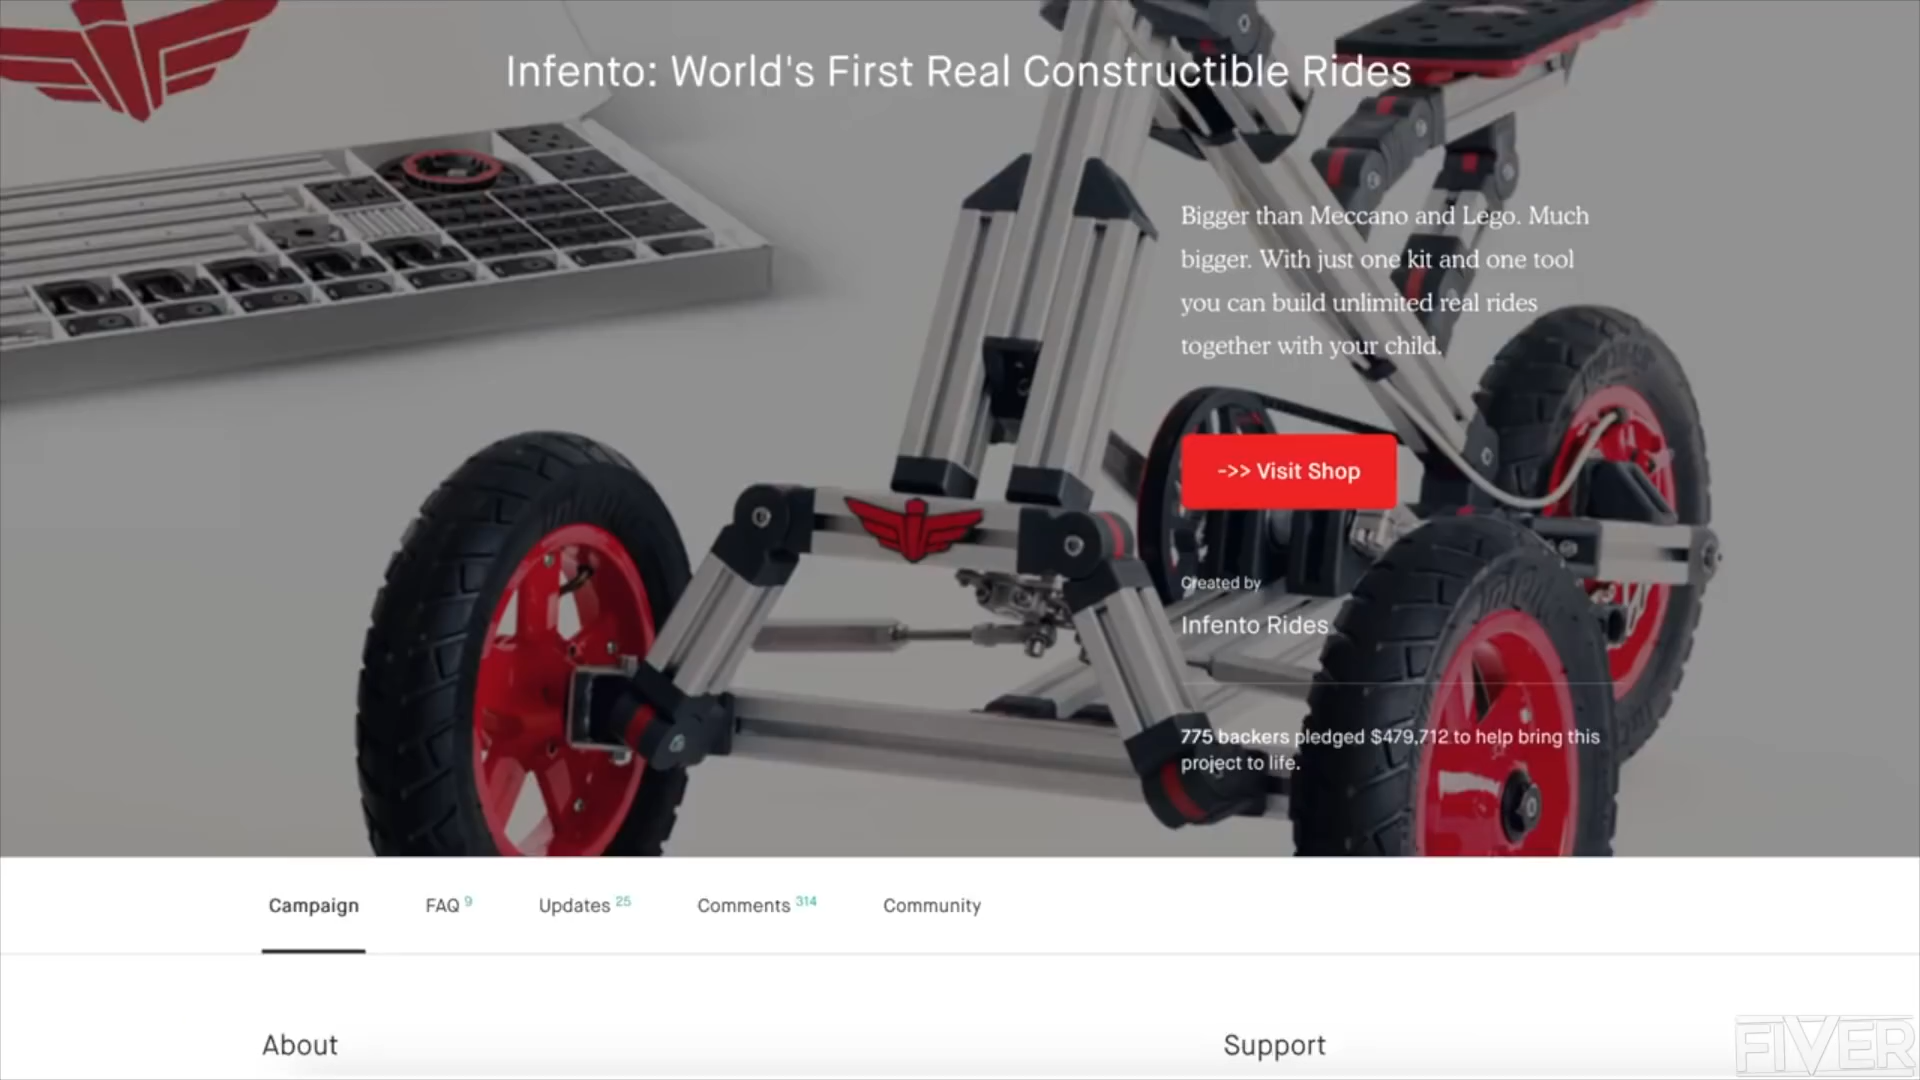 Infento: World's First Real Constructible Rides
Bigger than Meccano and Lego. Much
bigger. With just one kit and one tool
you can build unlimited real rides
together with your child.
->> Visit Shop
Created by
Infento Rides
775 backers pledged $479,712 to help bring this
project to life.
Campaign FAQ 9 Updates 25 Comments 314 Community
About Support
FIVER